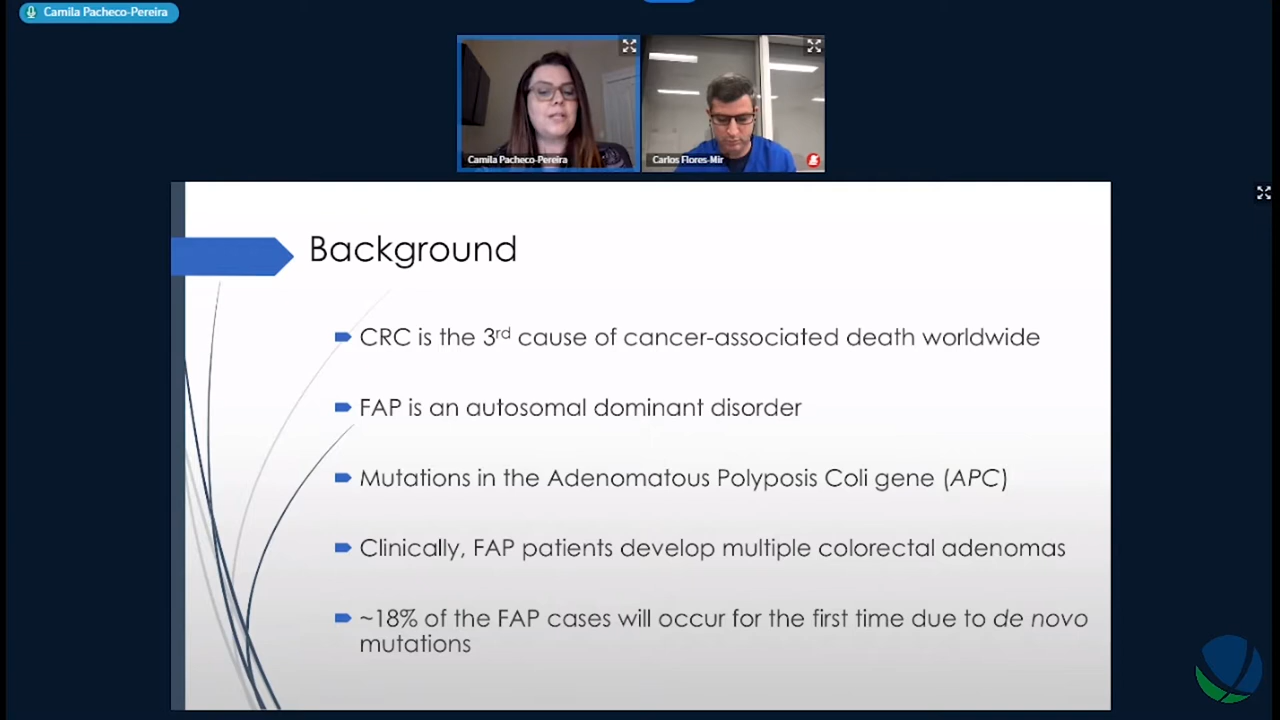 Camila Pacheco-Pereira
Camila Pacheco-Pereira
Carlos Flores-Mir
Background
CRC is the 3rd cause of cancer-associated death worldwide
FAP is an autosomal dominant disorder
Mutations in the Adenomatous Polyposis Coli gene (APC)
Clinically, FAP patients develop multiple colorectal adenomas
~18% of the FAP cases will occur for the first time due to de novo
mutations